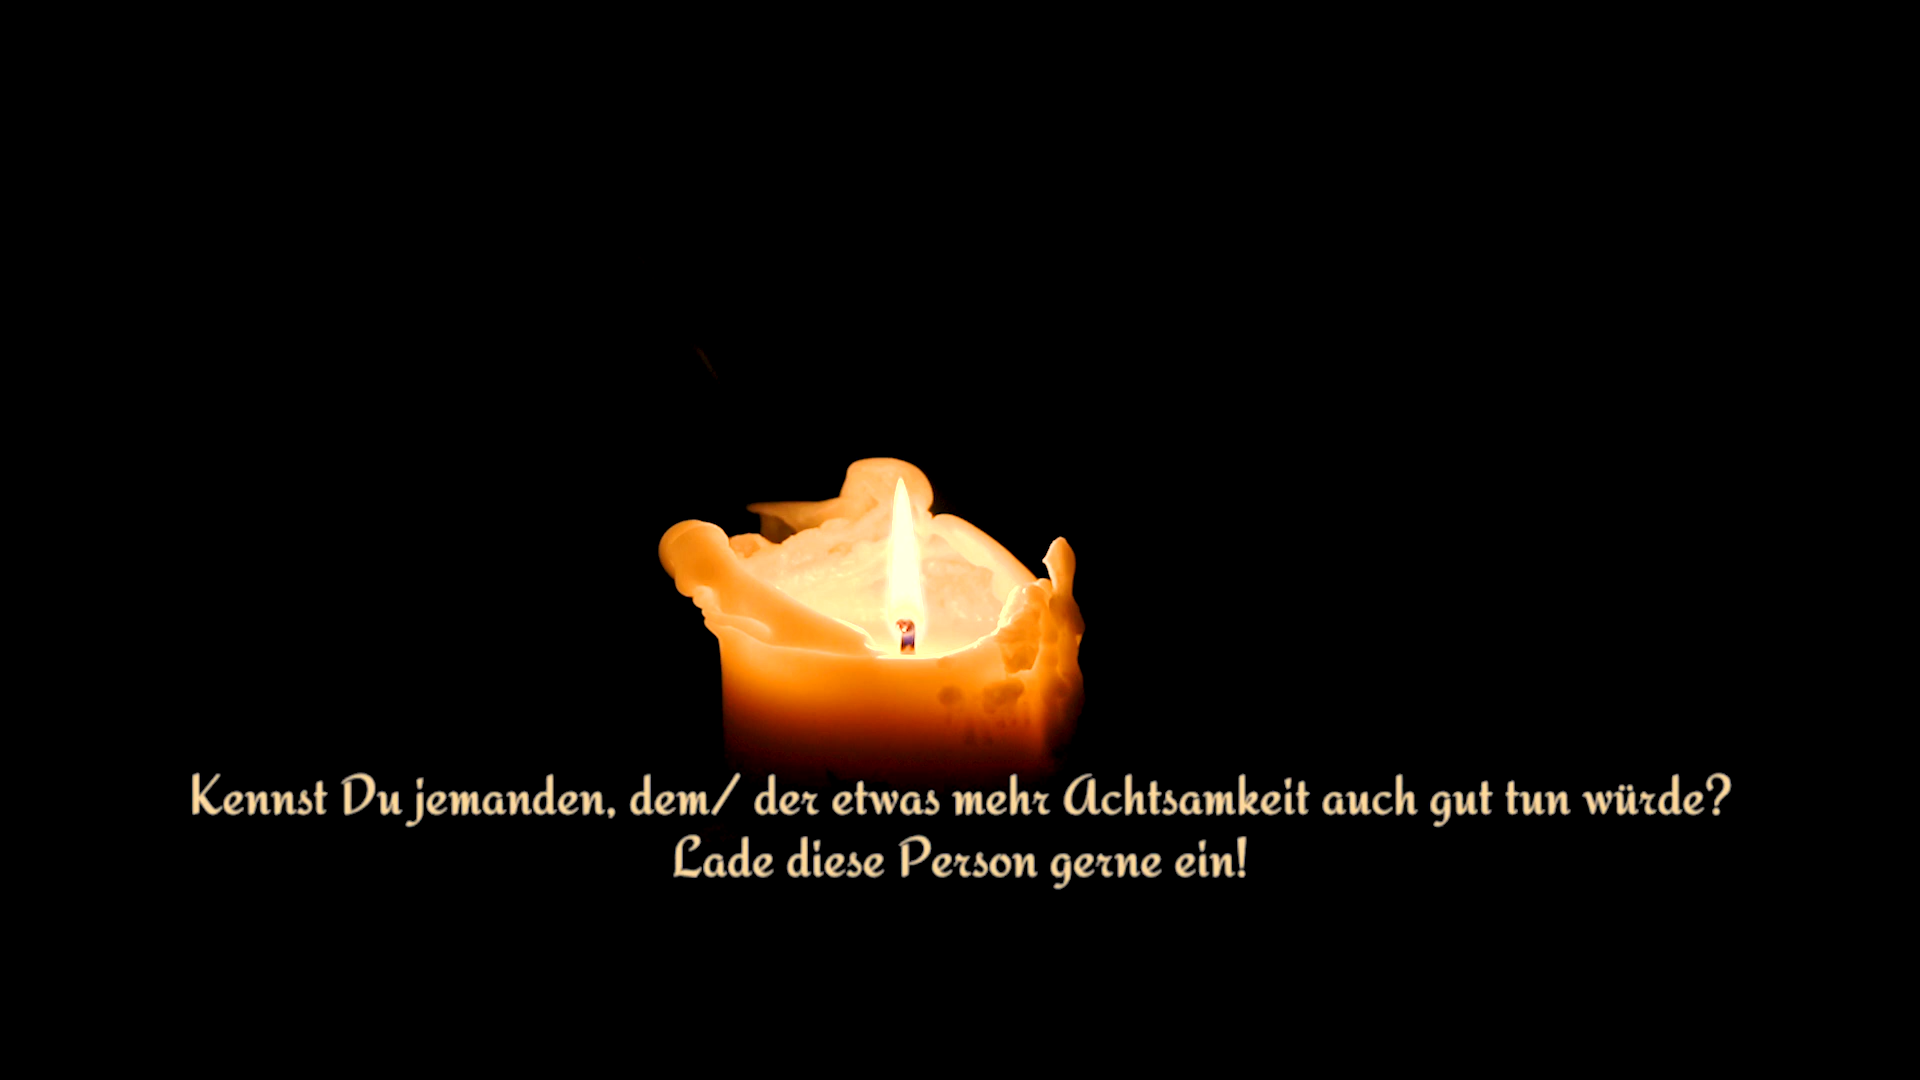 Kennst Du jemanden, dem/ der etwas mehr Achtsamkeit auch gut tun würde?
Lade diese Person gerne ein!